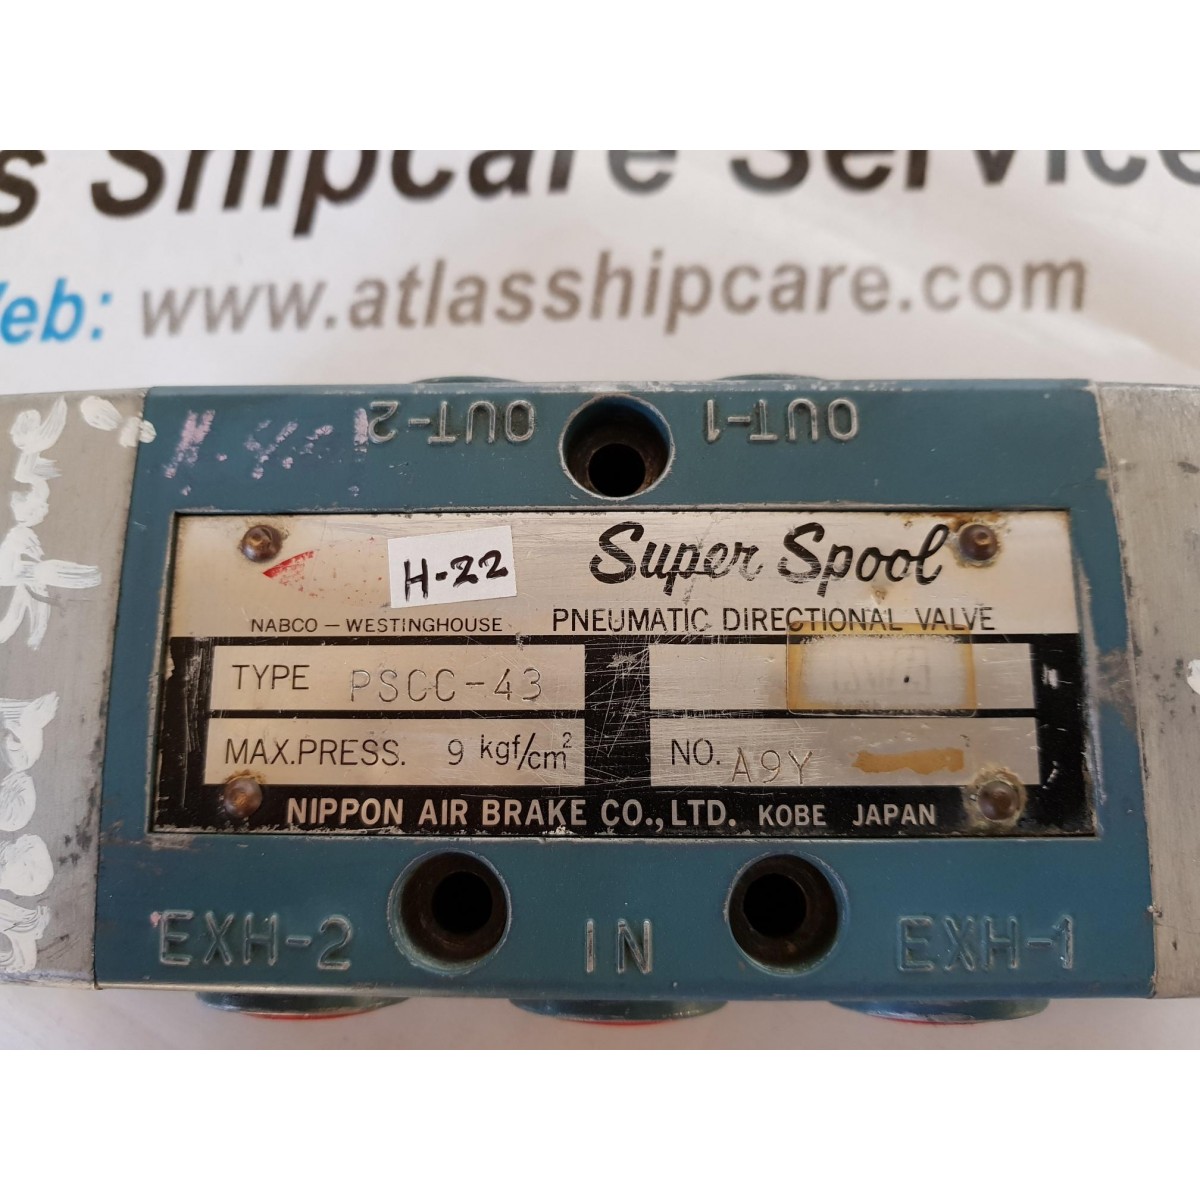 s Shipcare Service
Web: www.atlasshipcare.com
OUT-2 OUT-1
H-22
Super Spool
NABCO – WESTINGHOUSE PNEUMATIC DIRECTIONAL VALVE
TYPE PSCC-43
MAX.PRESS. 9 kgf/cm²
NO. A9Y
NIPPON AIR BRAKE CO., LTD. KOBE JAPAN
EXH-2 IN EXH-1